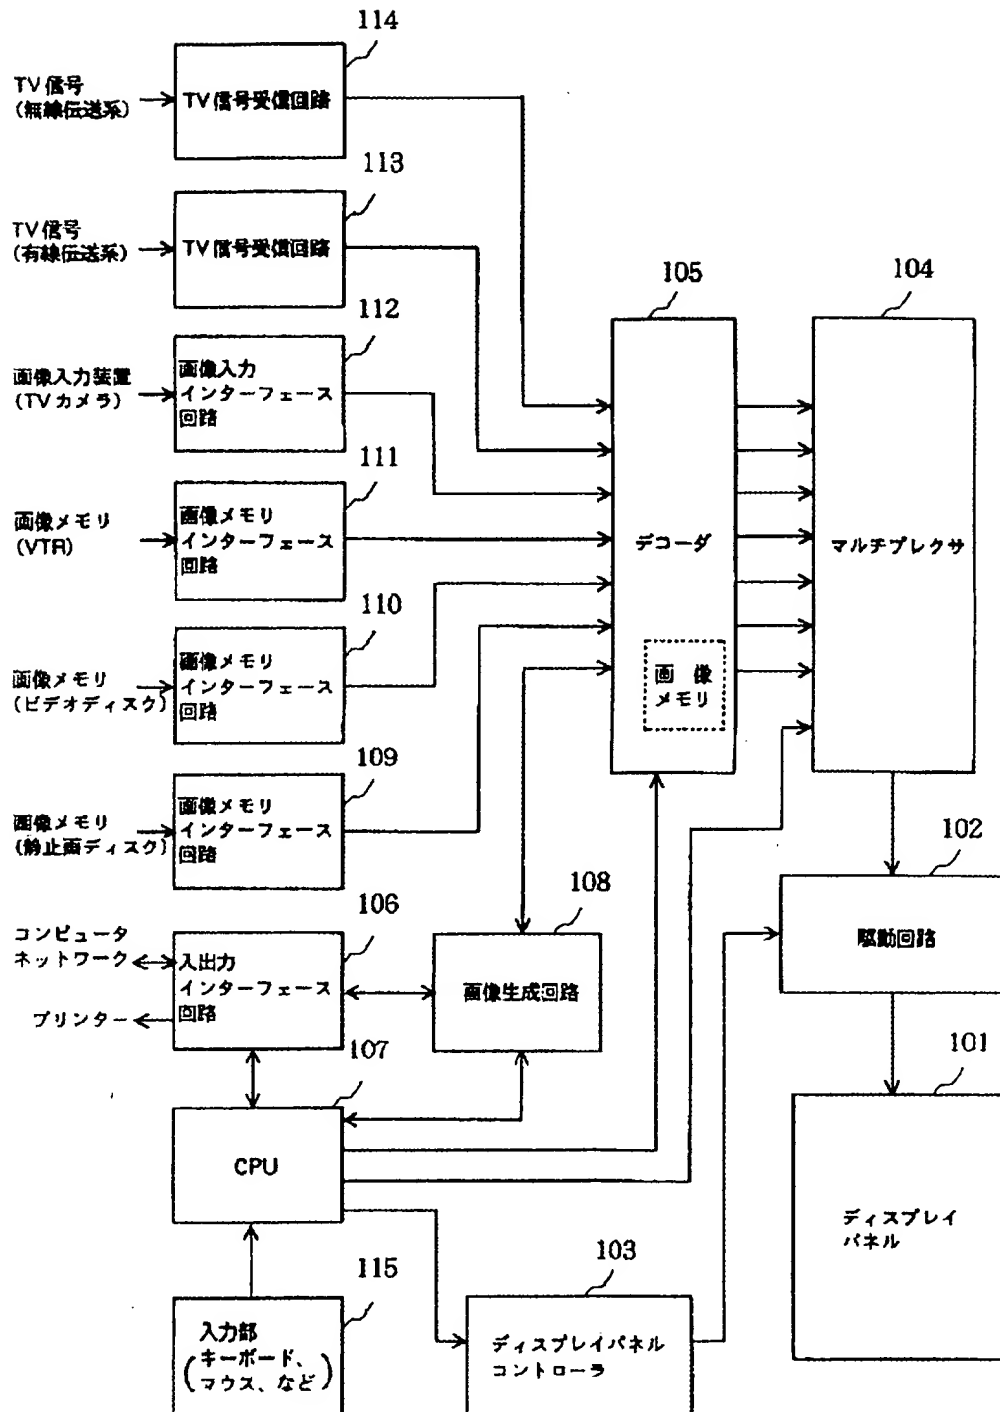 114
TV信号
(無線伝送系)
TV信号受信回路
113
TV信号
(有線伝送系)
TV信号受信回路
112
画像入力装置
(TVカメラ)
画像入力
インターフェース
回路
111
画像メモリ
(VTR)
画像メモリ
インターフェース
回路
110
画像メモリ
(ビデオディスク)
画像メモリ
インターフェース
回路
109
画像メモリ
(静止画ディスク)
画像メモリ
インターフェース
回路
105
デコーダ
画 像
メモリ
104
マルチプレクサ
106
コンピュータ
ネットワーク
プリンター
入出力
インターフェース
回路
108
画像生成回路
102
駆動回路
107
CPU
101
ディスプレイ
パネル
115
入力部
(キーボード、
マウス、など)
103
ディスプレイパネル
コントローラ